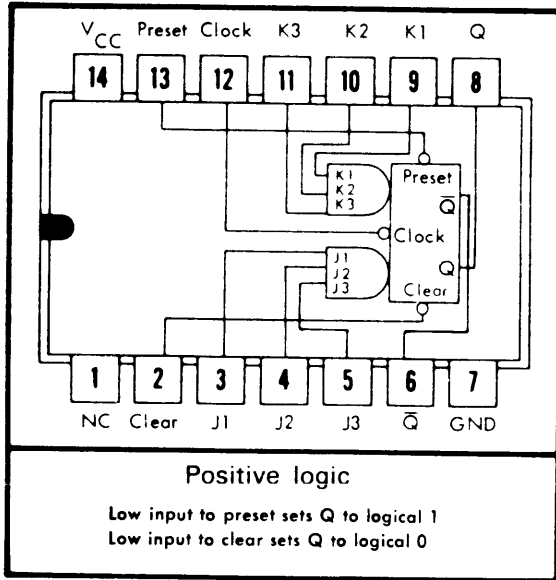 VCC Preset Clock K3 K2 K1 Q
14 13 12 11 10 9 8
K1
K2
K3
Preset
Q̅
Clock
J1
J2
J3
Q
Clear
1 2 3 4 5 6 7
NC Clear J1 J2 J3 Q̅ GND
Positive logic
Low input to preset sets Q to logical 1
Low input to clear sets Q to logical 0